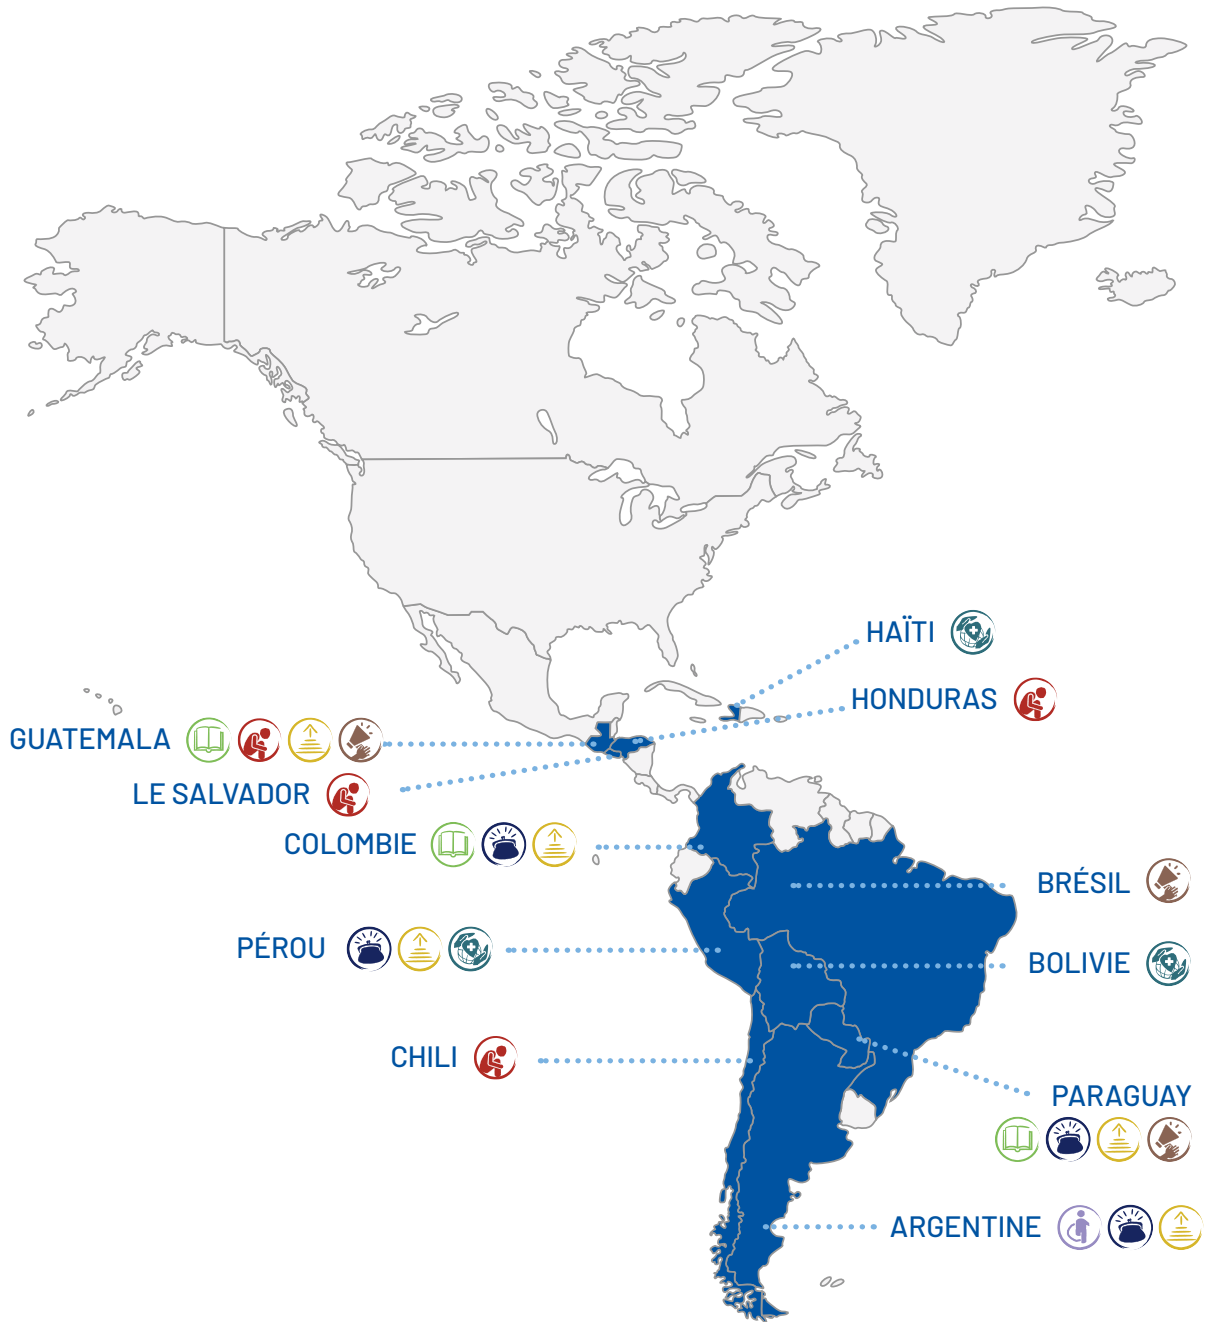 HAÏTI
HONDURAS
GUATEMALA
LE SALVADOR
COLOMBIE
BRÉSIL
PÉROU
BOLIVIE
CHILI
PARAGUAY
ARGENTINE